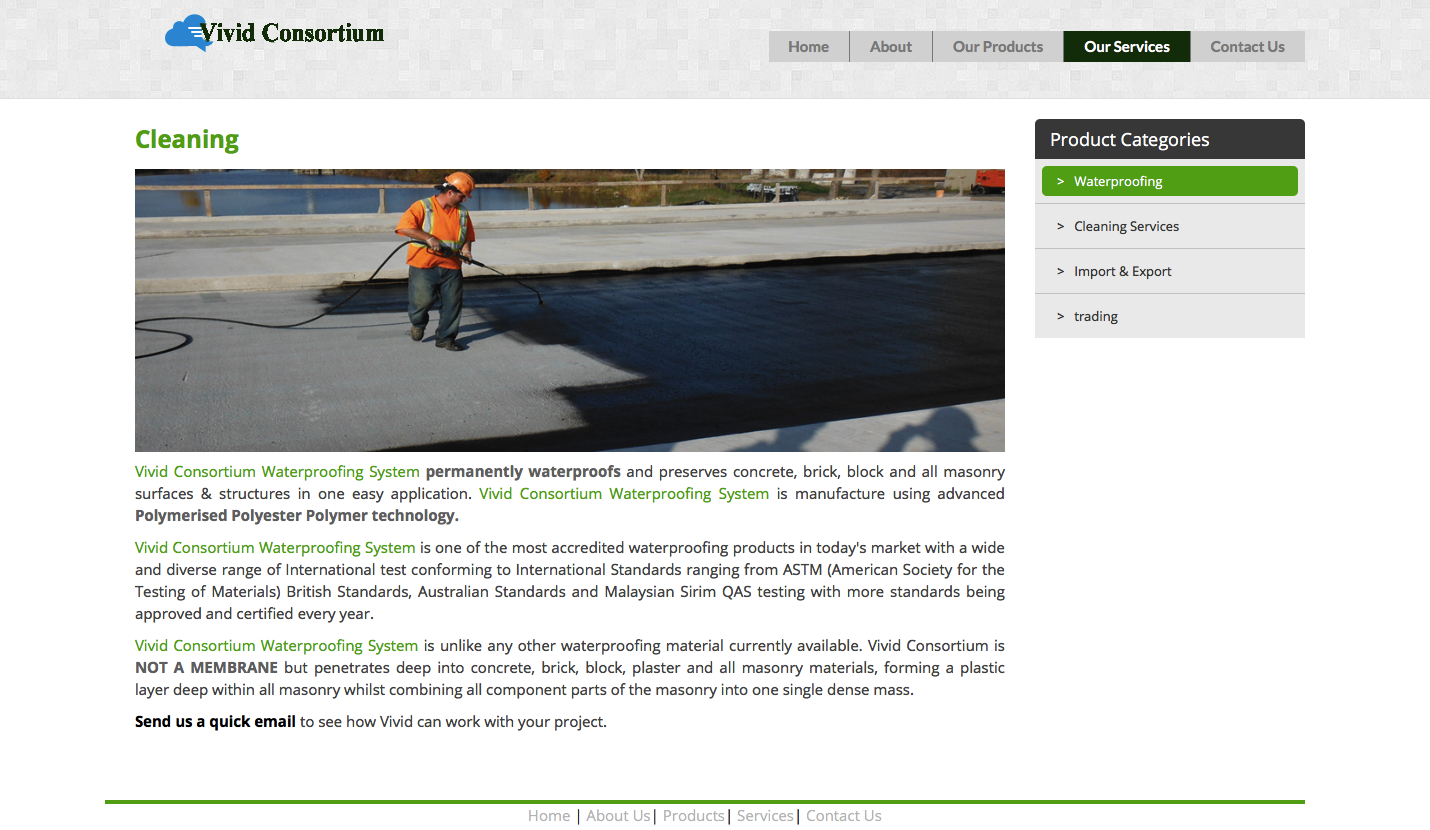 Vivid Consortium
Home About Our Products Our Services Contact Us
Cleaning
Vivid Consortium Waterproofing System permanently waterproofs and preserves concrete, brick, block and all masonry
surfaces & structures in one easy application. Vivid Consortium Waterproofing System is manufacture using advanced
Polymerised Polyester Polymer technology.
Vivid Consortium Waterproofing System is one of the most accredited waterproofing products in today's market with a wide
and diverse range of International test conforming to International Standards ranging from ASTM (American Society for the
Testing of Materials) British Standards, Australian Standards and Malaysian Sirim QAS testing with more standards being
approved and certified every year.
Vivid Consortium Waterproofing System is unlike any other waterproofing material currently available. Vivid Consortium is
NOT A MEMBRANE but penetrates deep into concrete, brick, block, plaster and all masonry materials, forming a plastic
layer deep within all masonry whilst combining all component parts of the masonry into one single dense mass.
Send us a quick email to see how Vivid can work with your project.
Product Categories
> Waterproofing
> Cleaning Services
> Import & Export
> trading
Home | About Us| Products| Services| Contact Us